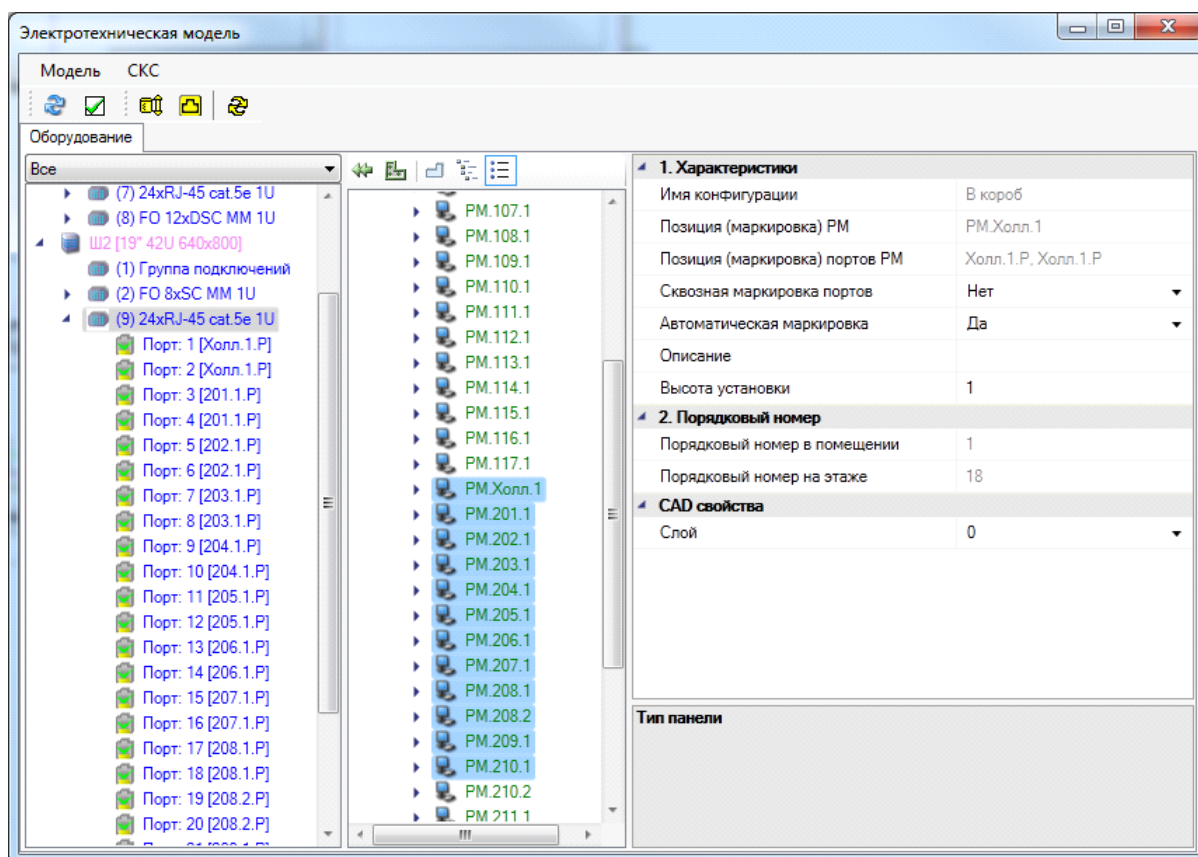 Электротехническая модель
Модель СКС
Оборудование
Все
(7) 24xRJ-45 cat.5e 1U
(8) FO 12xDSC MM 1U
Ш2 [19" 42U 640x800]
(1) Группа подключений
(2) FO 8xSC MM 1U
(9) 24xRJ-45 cat.5e 1U
Порт: 1 [Холл.1.P]
Порт: 2 [Холл.1.P]
Порт: 3 [201.1.P]
Порт: 4 [201.1.P]
Порт: 5 [202.1.P]
Порт: 6 [202.1.P]
Порт: 7 [203.1.P]
Порт: 8 [203.1.P]
Порт: 9 [204.1.P]
Порт: 10 [204.1.P]
Порт: 11 [205.1.P]
Порт: 12 [205.1.P]
Порт: 13 [206.1.P]
Порт: 14 [206.1.P]
Порт: 15 [207.1.P]
Порт: 16 [207.1.P]
Порт: 17 [208.1.P]
Порт: 18 [208.1.P]
Порт: 19 [208.2.P]
Порт: 20 [208.2.P]
РМ.107.1
РМ.108.1
РМ.109.1
РМ.110.1
РМ.111.1
РМ.112.1
РМ.113.1
РМ.114.1
РМ.115.1
РМ.116.1
РМ.117.1
РМ.Холл.1
РМ.201.1
РМ.202.1
РМ.203.1
РМ.204.1
РМ.205.1
РМ.206.1
РМ.207.1
РМ.208.1
РМ.208.2
РМ.209.1
РМ.210.1
РМ.210.2
РМ.211.1
1. Характеристики
Имя конфигурации В короб
Позиция (маркировка) РМ РМ.Холл.1
Позиция (маркировка) портов РМ Холл.1.P, Холл.1.P
Сквозная маркировка портов Нет
Автоматическая маркировка Да
Описание
Высота установки 1
2. Порядковый номер
Порядковый номер в помещении 1
Порядковый номер на этаже 18
CAD свойства
Слой 0
Тип панели